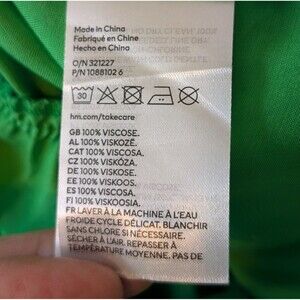 Made in China
Fabriqué en Chine
Hecho en China
O/N 321227
P/N 1088102 6
30
hm.com/takecare
GB 100% VISCOSE.
AL 100% VISKOZË.
CAT 100% VISCOSA.
CZ 100% VISKÓZA.
DE 100% VISKOSE.
EE 100% VISKOOS.
ES 100% VISCOSA.
FI 100% VISKOOSIA.
FR LAVER À LA MACHINE À L'EAU
FROIDE CYCLE DÉLICAT, BLANCHIR
SANS CHLORE SI NÉCESSAIRE.
SÉCHER À L'AIR. REPASSER À
TEMPÉRATURE MOYENNE. PAS DE